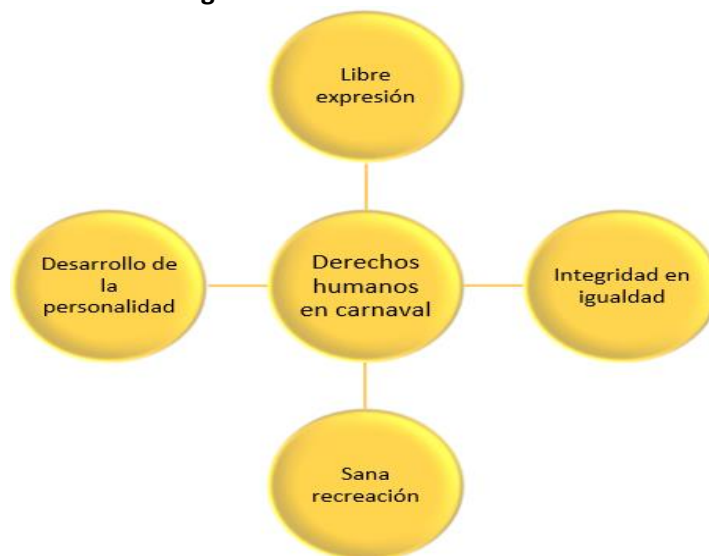 Libre
expresión
Desarrollo de
la
personalidad
Derechos
humanos
en carnaval
Integridad en
igualdad
Sana
recreación